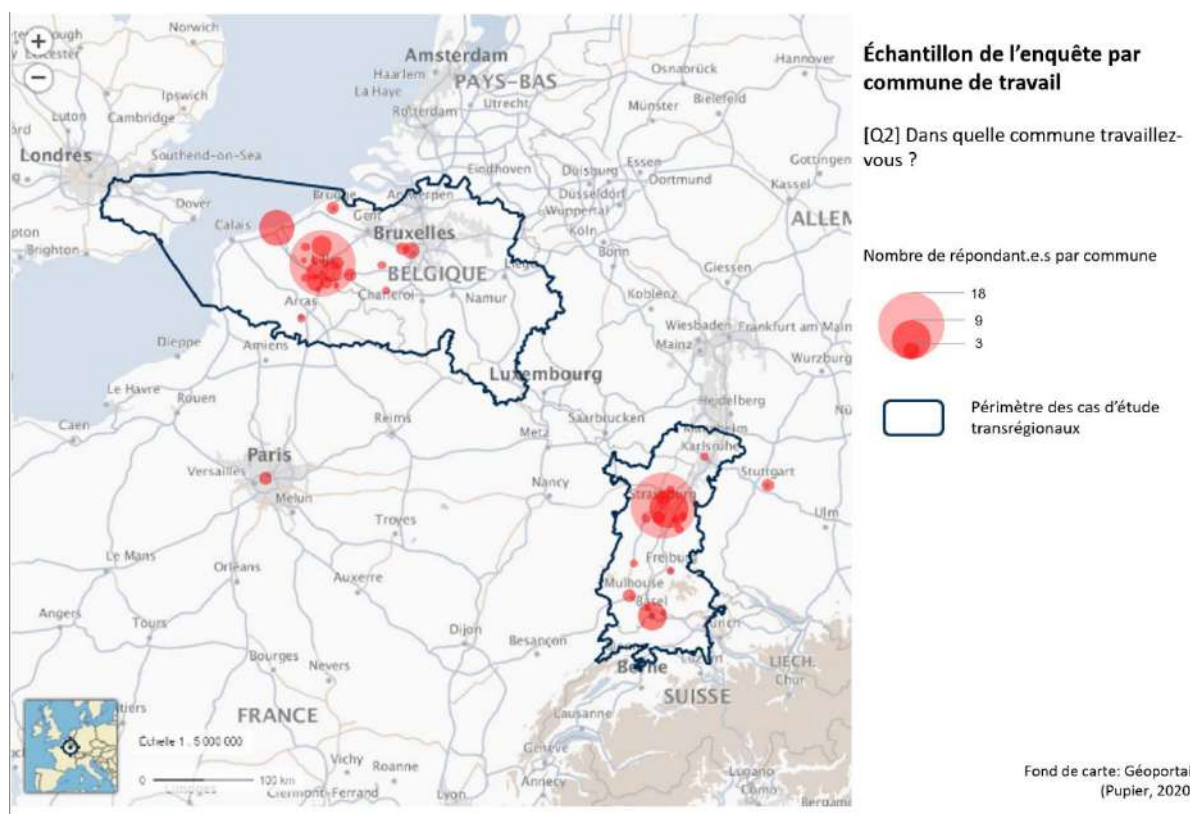 Échantillon de l'enquête par
commune de travail
[Q2] Dans quelle commune travaillez-
vous ?
Nombre de répondant.e.s par commune
18
9
3
Périmètre des cas d'étude
transrégionaux
Fond de carte: Géoportai
(Pupier, 2020
+
−
Norwich
Leicester
Amsterdam
Haarlem
PAYS-BAS
La Haye
Utrecht
Rotterdam
Osnabrück
Hannover
Münster
Bielefeld
Ipswich
Luton
Cambridge
Londres
Southend-on-Sea
Eindhoven
Essen
Duisburg
Dortmund
Düsseldorf
Wuppertal
Gottingen
Kassel
ALLEM
Dover
Brighton
Calais
Brugge
Antwerpen
Gent
Bruxelles
BELGIQUE
Liège
Köln
Bonn
Giessen
Koblenz
Arras
Charleroi
Namur
Wiesbaden
Frankfurt am Main
Mainz
Wurzburg
Dieppe
Amiens
Luxembourg
Le Havre
Rouen
Caen
Reims
Saarbrucken
Metz
Heidelberg
Mannheim
Karlsruhe
Paris
Versailles
Melun
Nancy
Strasbourg
Stuttgart
Ulm
Troyes
Le Mans
Orléans
Auxerre
Freiburg
Mulhouse
Basel
Angers
Tours
Dijon
Besançon
Zurich
Bourges
Nevers
Berne
Luzern
LIECH.
Chur
SUISSE
FRANCE
Lausanne
Échelle 1 : 5 000 000
Genève
Vichy
Roanne
Annecy
0
100 km
Limoges
Clermont-Ferrand
Lyon
Lugano
Como
Bergamo